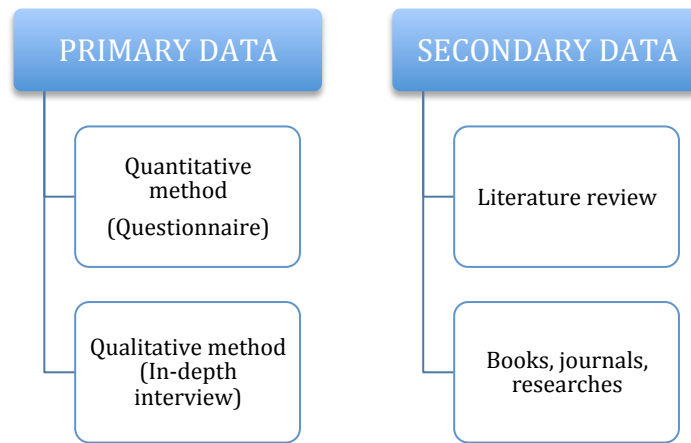 PRIMARY DATA
Quantitative
method
(Questionnaire)
Qualitative method
(In-depth
interview)
SECONDARY DATA
Literature review
Books, journals,
researches